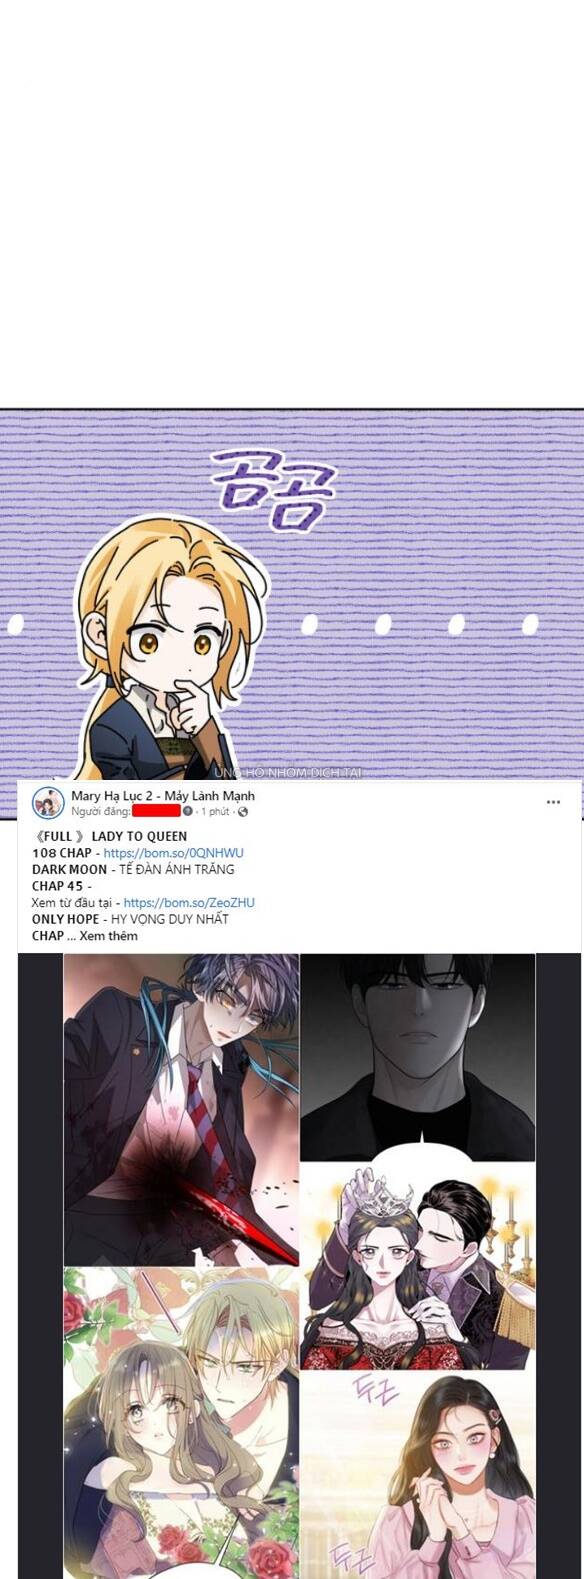 곰곰
ỦNG HỘ NHÓM DỊCH TẠI
Mary Hạ Lục 2 - Mây Lành Mạnh
Người đăng: · 1 phút ·
《FULL 》 LADY TO QUEEN
108 CHAP - https://bom.so/0QNHWU
DARK MOON - TẾ ĐÀN ÁNH TRĂNG
CHAP 45 -
Xem từ đầu tại - https://bom.so/ZeoZHU
ONLY HOPE - HY VỌNG DUY NHẤT
CHAP ... Xem thêm
두근
두근